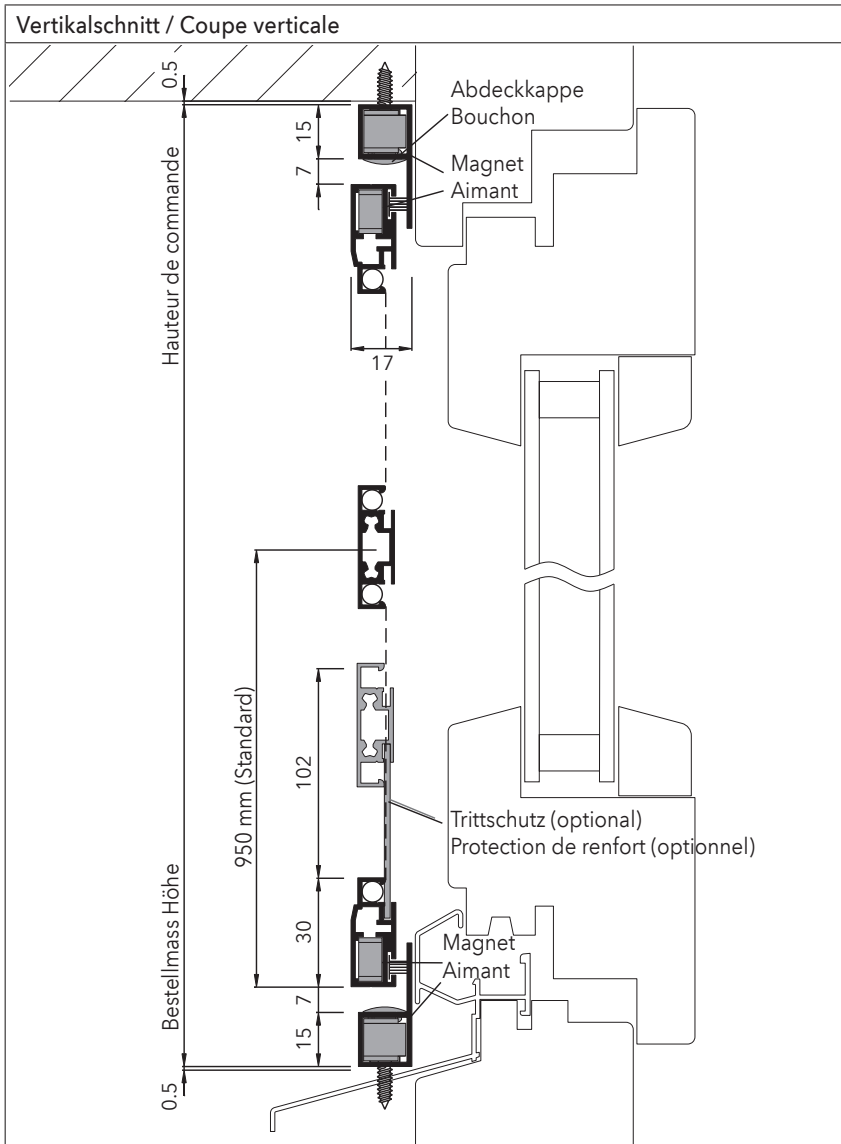 Vertikalschnitt / Coupe verticale
0.5
15
7
Hauteur de commande
Abdeckkappe
Bouchon
Magnet
Aimant
17
950 mm (Standard)
102
Trittschutz (optional)
Protection de renfort (optionnel)
30
Magnet
Aimant
Bestellmass Höhe
7
15
0.5